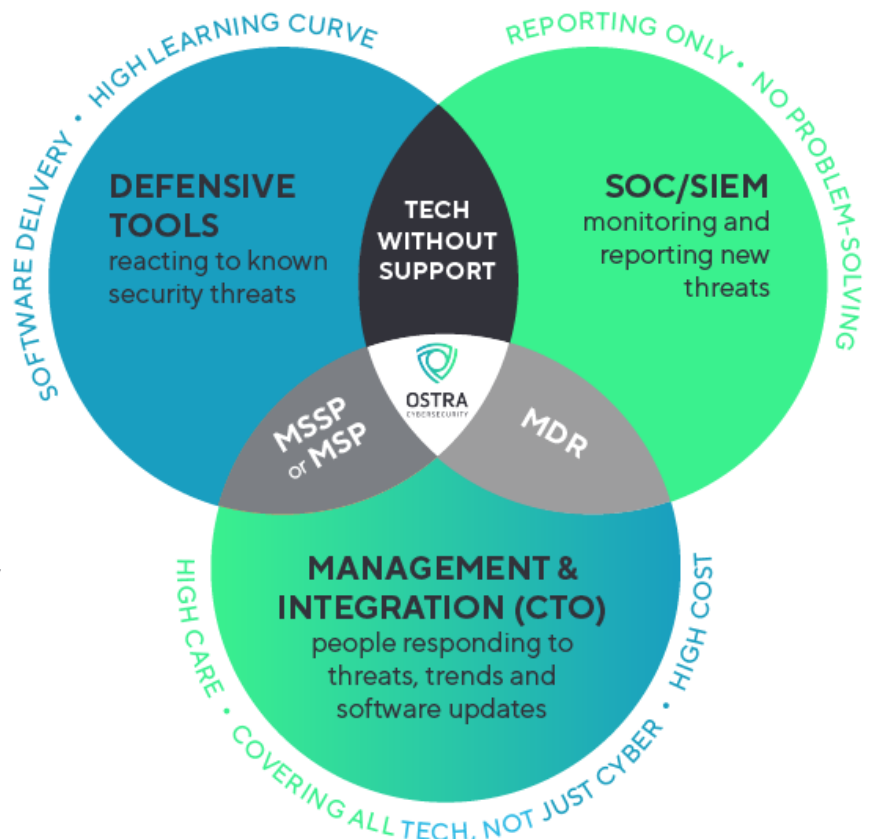 SOFTWARE DELIVERY • HIGH LEARNING CURVE
REPORTING ONLY • NO PROBLEM-SOLVING
DEFENSIVE
TOOLS
reacting to known
security threats
TECH
WITHOUT
SUPPORT
SOC/SIEM
monitoring and
reporting new
threats
OSTRA
CYBERSECURITY
MSSP
or MSP
MDR
MANAGEMENT &
INTEGRATION (CTO)
people responding to
threats, trends and
software updates
HIGH CARE • COVERING ALL TECH, NOT JUST CYBER • HIGH COST